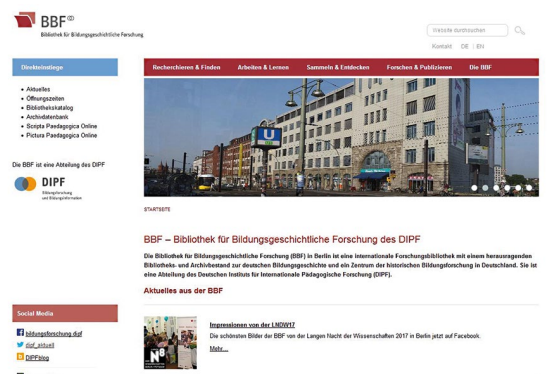 BBF
Bibliothek für Bildungsgeschichtliche Forschung
Website durchsuchen
Kontakt DE | EN
Direkteinstiege
Recherchieren & Finden Arbeiten & Lernen Sammeln & Entdecken Forschen & Publizieren Die BBF
Aktuelles
Öffnungszeiten
Bibliothekskatalog
Archivdatenbank
Scripta Paedagogica Online
Pictura Paedagogica Online
Die BBF ist eine Abteilung des DIPF
DIPF
Bildungsforschung
und Bildungsinformation
U
STARTSEITE
BBF – Bibliothek für Bildungsgeschichtliche Forschung des DIPF
Die Bibliothek für Bildungsgeschichtliche Forschung (BBF) in Berlin ist eine internationale Forschungsbibliothek mit einem herausragenden
Bibliotheks- und Archivbestand zur deutschen Bildungsgeschichte und ein Zentrum der historischen Bildungsforschung in Deutschland. Sie ist
eine Abteilung des Deutschen Instituts für Internationale Pädagogische Forschung (DIPF).
Aktuelles aus der BBF
Social Media
bildungsforschung.dipf
dipf_aktuell
DIPFblog
Impressionen von der LNDW17
Die schönsten Bilder der BBF von der Langen Nacht der Wissenschaften 2017 in Berlin jetzt auf Facebook.
Mehr...